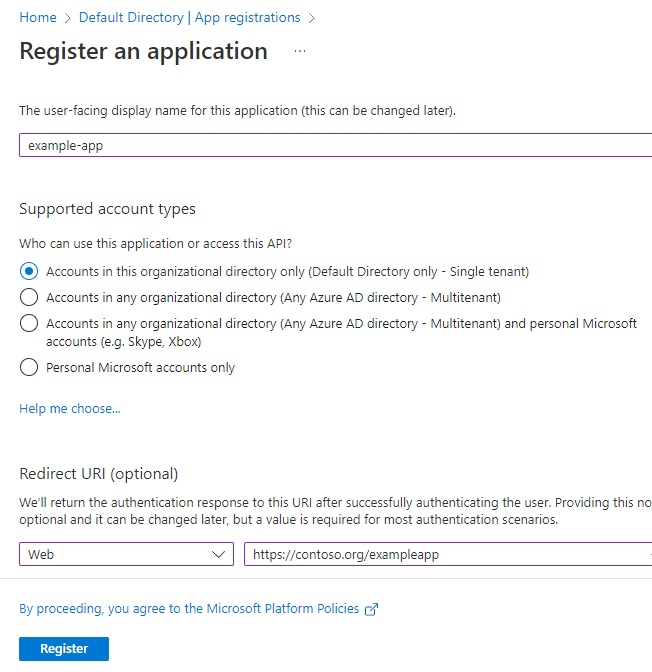 Home > Default Directory | App registrations >
Register an application ...
The user-facing display name for this application (this can be changed later).
example-app
Supported account types
Who can use this application or access this API?
Accounts in this organizational directory only (Default Directory only - Single tenant)
Accounts in any organizational directory (Any Azure AD directory - Multitenant)
Accounts in any organizational directory (Any Azure AD directory - Multitenant) and personal Microsoft
accounts (e.g. Skype, Xbox)
Personal Microsoft accounts only
Help me choose...
Redirect URI (optional)
We'll return the authentication response to this URI after successfully authenticating the user. Providing this no
optional and it can be changed later, but a value is required for most authentication scenarios.
Web https://contoso.org/exampleapp
By proceeding, you agree to the Microsoft Platform Policies
Register